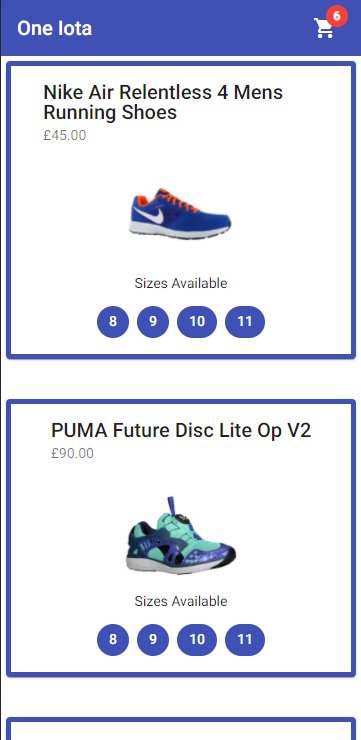 One Iota
6
Nike Air Relentless 4 Mens
Running Shoes
£45.00
Sizes Available
8 9 10 11
PUMA Future Disc Lite Op V2
£90.00
Sizes Available
8 9 10 11